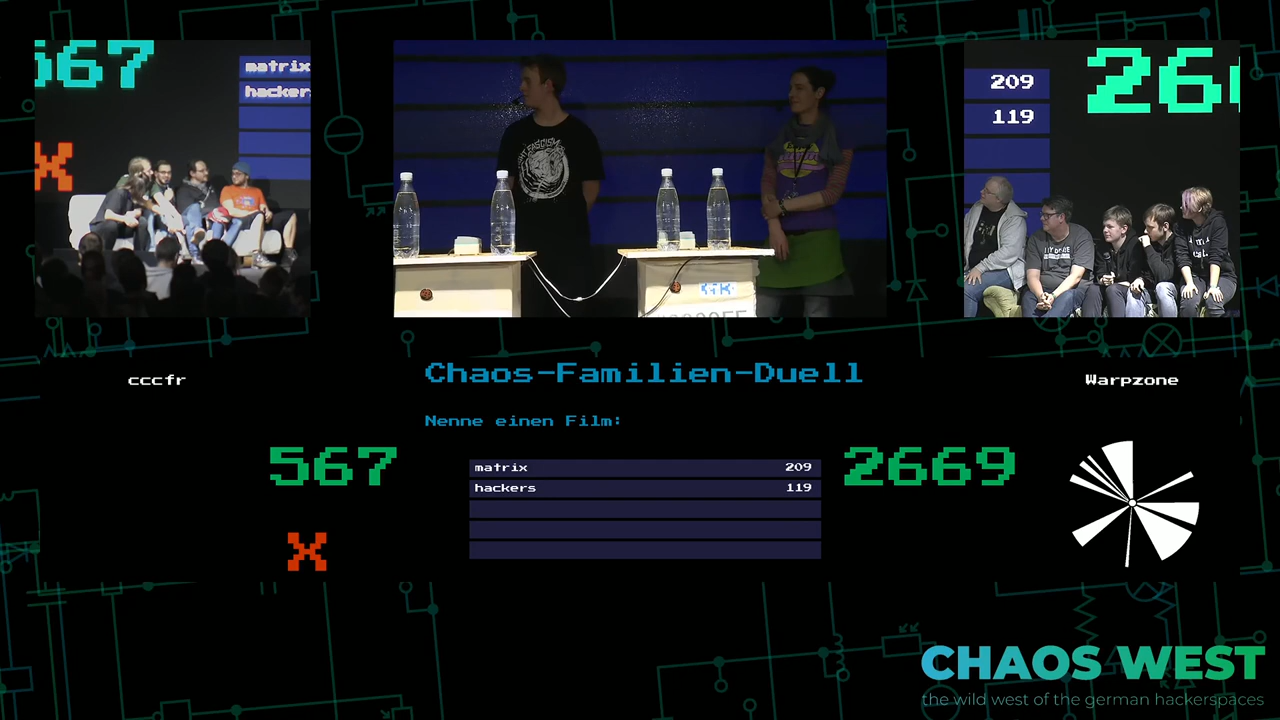 567
matrix
hacker
209
119
26
cccfr
Chaos-Familien-Duell
Warpzone
Nenne einen Film:
567
matrix 209
hackers 119
2669
X
CHAOS WEST
the wild west of the german hackerspaces